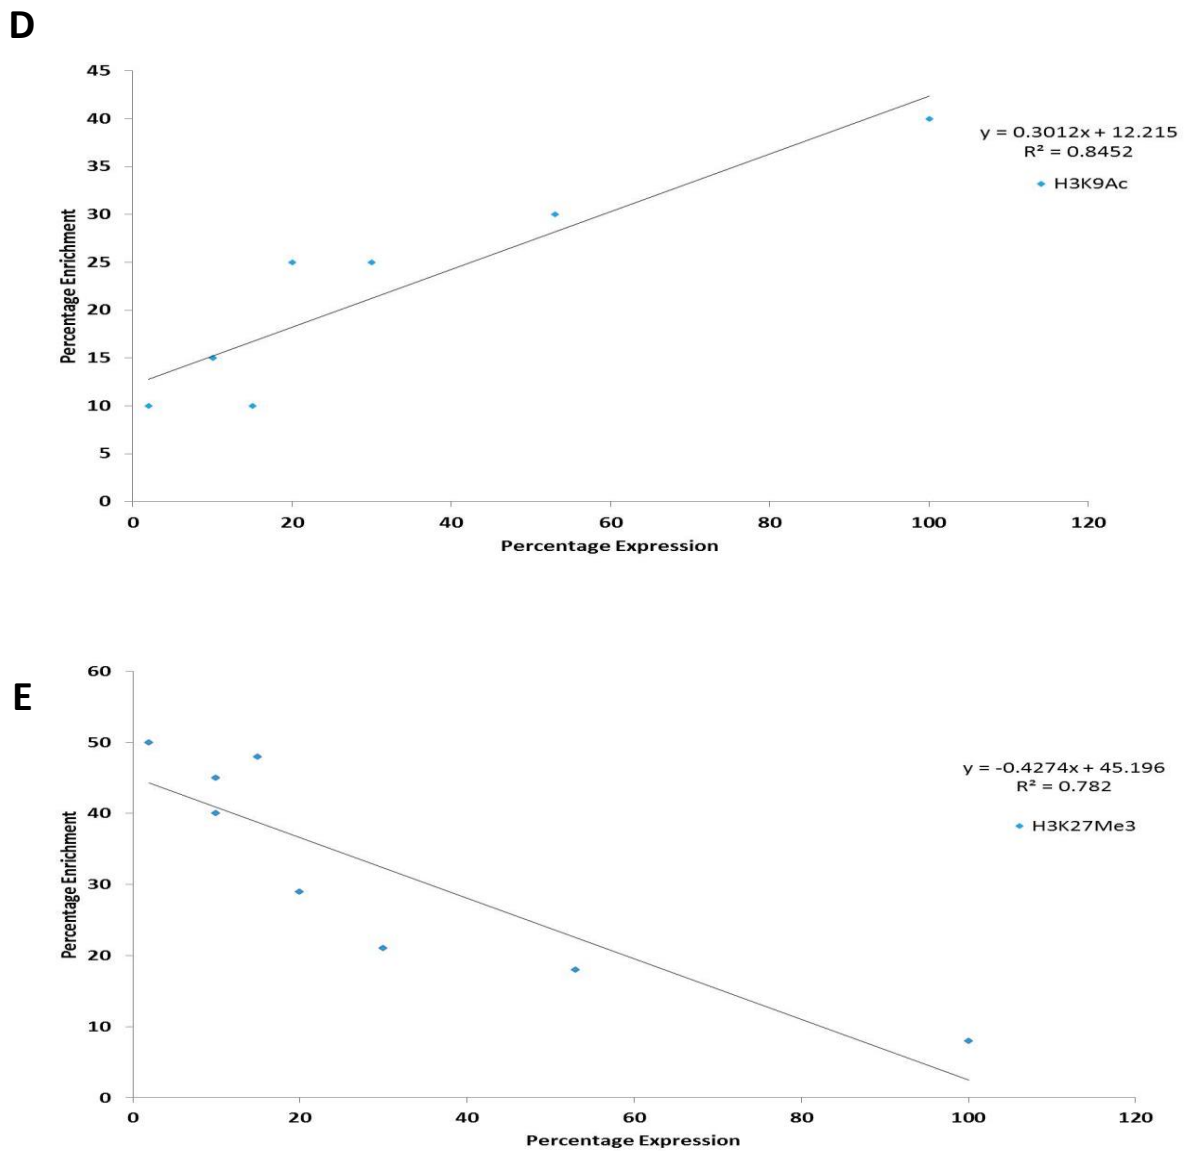 D
45
40
35
30
25
20
15
10
5
0
Percentage Enrichment
0 20 40 60 80 100 120
Percentage Expression
y = 0.3012x + 12.215
R² = 0.8452
H3K9Ac
E
60
50
40
30
20
10
0
Percentage Enrichment
0 20 40 60 80 100 120
Percentage Expression
y = -0.4274x + 45.196
R² = 0.782
H3K27Me3